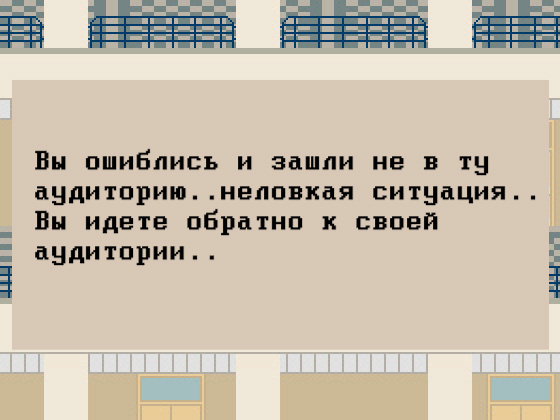 Вы ошиблись и зашли не в ту
аудиторию..неловкая ситуация..
Вы идете обратно к своей
аудитории..